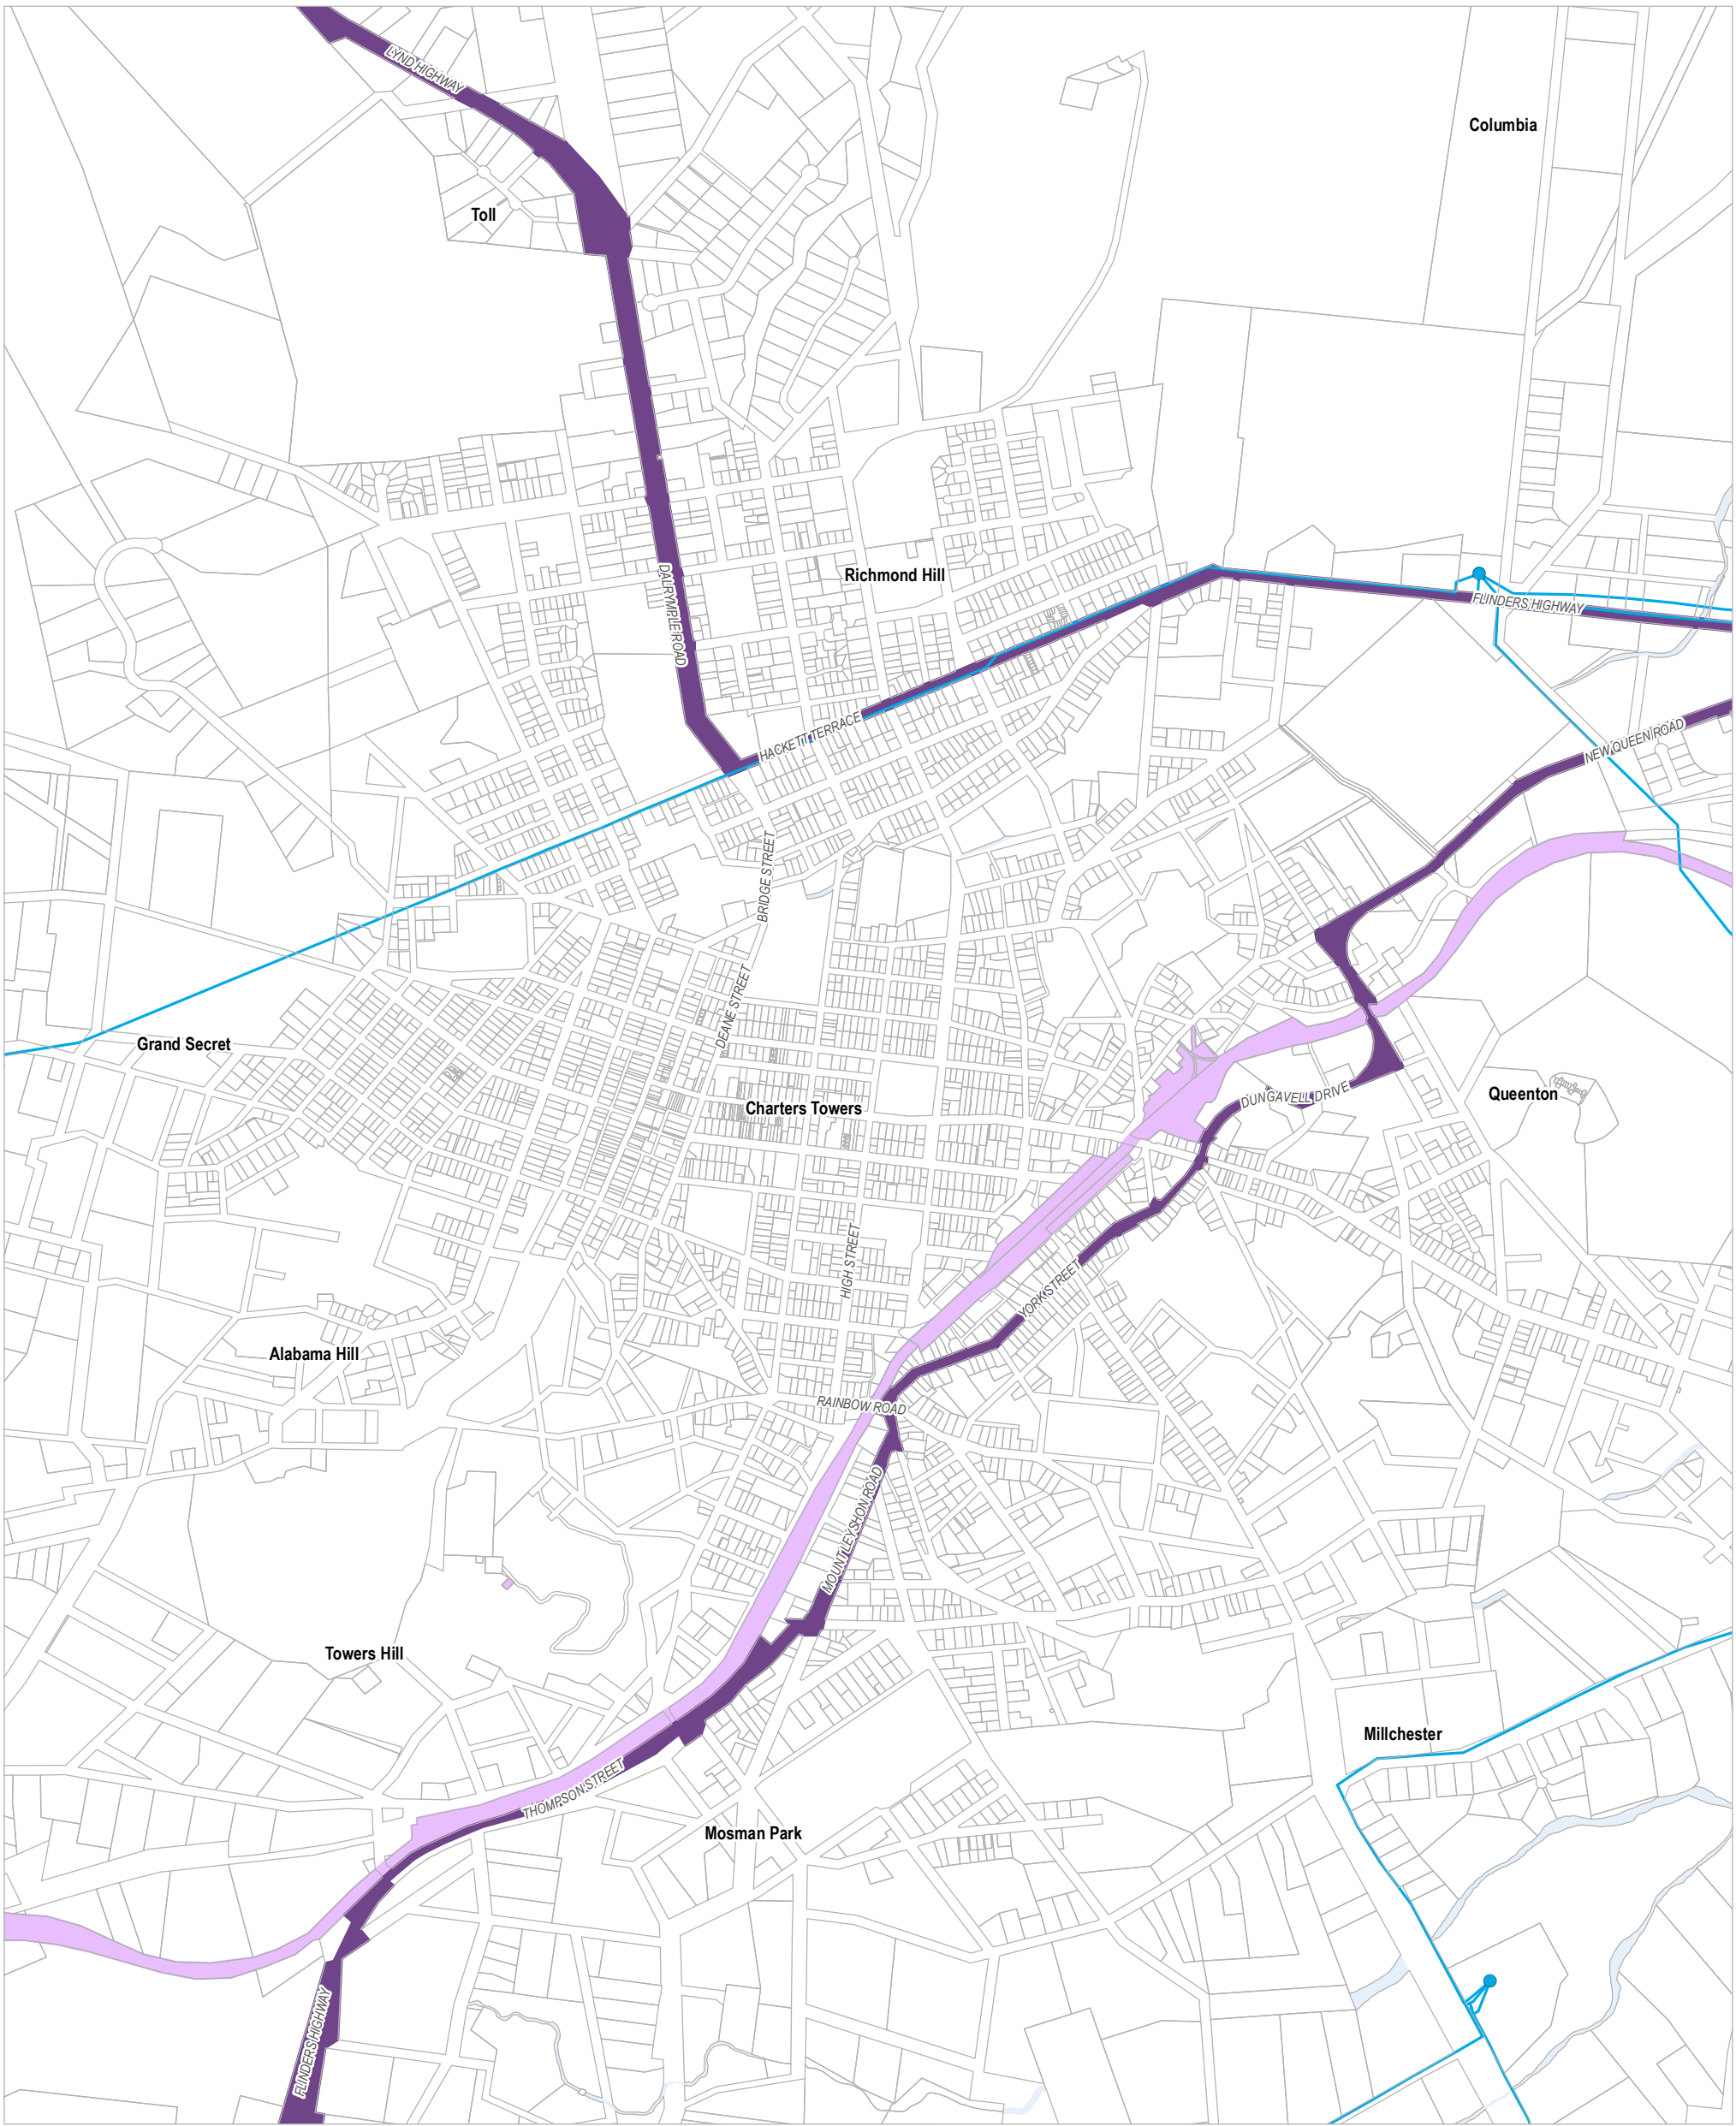 LYND HIGHWAY
Columbia
Toll
Richmond Hill
DALRYMPLE ROAD
FLINDERS HIGHWAY
HACKETT TERRACE
NEW QUEEN ROAD
BRIDGE STREET
DEANE STREET
Grand Secret
Charters Towers
DUNGAVELL DRIVE
Queenton
HIGH STREET
YORK STREET
Alabama Hill
RAINBOW ROAD
MOUNT LEYSHON ROAD
Towers Hill
Millchester
THOMPSON STREET
Mosman Park
FLINDERS HIGHWAY